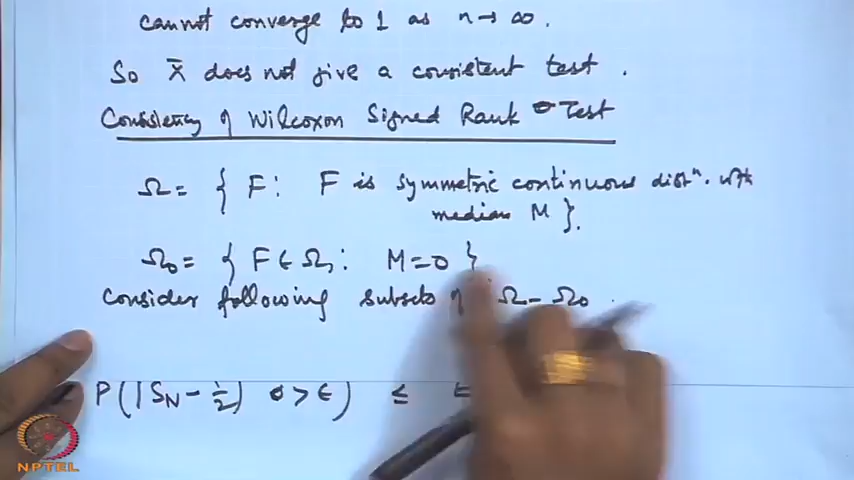 cannot converge to 1 as n → ∞.
So X̄ does not give a consistent test.
Consistency of Wilcoxon Signed Rank Test
Ω = { F : F is symmetric continuous distⁿ. with
median M }.
Ω₀ = { F ∈ Ω, : M = 0 }
Consider following subsets of Ω - Ω₀ .
P(|S_N - 1/2| > ϵ) ≤ E
NPTEL